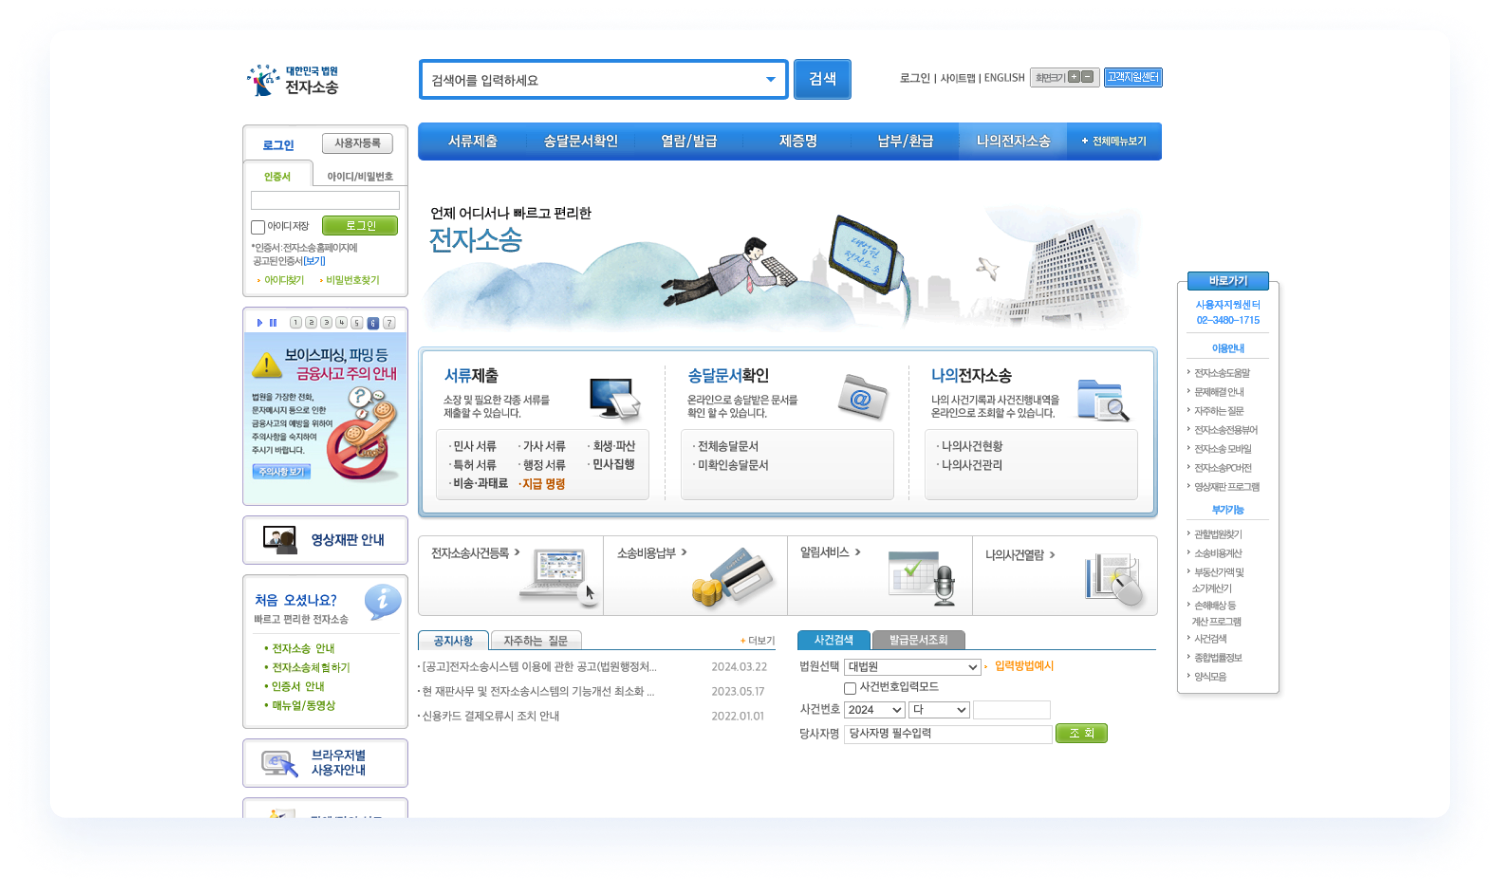 대한민국 법원
전자소송
검색어를 입력하세요
검색
로그인 | 사이트맵 | ENGLISH
화면크기 + −
고객지원센터
로그인
사용자등록
인증서
아이디/비밀번호
아이디저장
로그인
*인증서:전자소송홈페이지에
공고된인증서[보기]
아이디찾기
비밀번호찾기
서류제출
송달문서확인
열람/발급
제증명
납부/환급
나의전자소송
+ 전체메뉴보기
언제 어디서나 빠르고 편리한
전자소송
대법원
전자소송
1 2 3 4 5 6 7
보이스피싱, 파밍 등
금융사고 주의 안내
법원을 가장한 전화,
문자메시지 등으로 인한
금융사고의 예방을 위하여
주의사항을 숙지하여
주시기 바랍니다.
주의사항 보기
영상재판 안내
처음 오셨나요?
빠르고 편리한 전자소송
• 전자소송 안내
• 전자소송체험하기
• 인증서 안내
• 매뉴얼/동영상
브라우저별
사용자안내
서류제출
소장 및 필요한 각종 서류를
제출할 수 있습니다.
·민사 서류 ·가사 서류 ·회생·파산
·특허 서류 ·행정 서류 ·민사집행
·비송·과태료 ·지급 명령
송달문서확인
온라인으로 송달받은 문서를
확인 할 수 있습니다.
·전체송달문서
·미확인송달문서
나의전자소송
나의 사건기록과 사건진행내역을
온라인으로 조회할 수 있습니다.
·나의사건현황
·나의사건관리
전자소송사건등록 >
소송비용납부 >
알림서비스 >
나의사건열람 >
공지사항
자주하는 질문
+ 더보기
·[공고]전자소송시스템 이용에 관한 공고(법원행정처... 2024.03.22
·현 재판사무 및 전자소송시스템의 기능개선 최소화 ... 2023.05.17
·신용카드 결제오류시 조치 안내 2022.01.01
사건검색
발급문서조회
법원선택 대법원 입력방법예시
사건번호입력모드
사건번호 2024 다
당사자명 당사자명 필수입력 조 회
바로가기
사용자지원센터
02-3480-1715
이용안내
전자소송도움말
문제해결 안내
자주하는 질문
전자소송전용뷰어
전자소송 모바일
전자소송PC버전
영상재판 프로그램
부가기능
관할법원찾기
소송비용계산
부동산가액 및
소가계산기
손해배상 등
계산 프로그램
사건검색
종합법률정보
양식모음